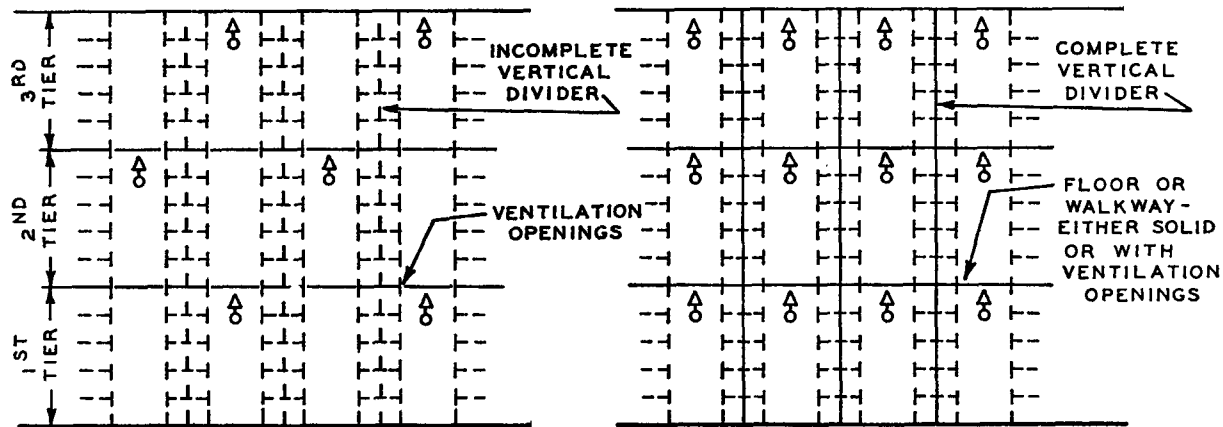 3RD
TIER
2ND
TIER
1ST
TIER
INCOMPLETE
VERTICAL
DIVIDER
VENTILATION
OPENINGS
COMPLETE
VERTICAL
DIVIDER
FLOOR OR
WALKWAY-
EITHER SOLID
OR WITH
VENTILATION
OPENINGS